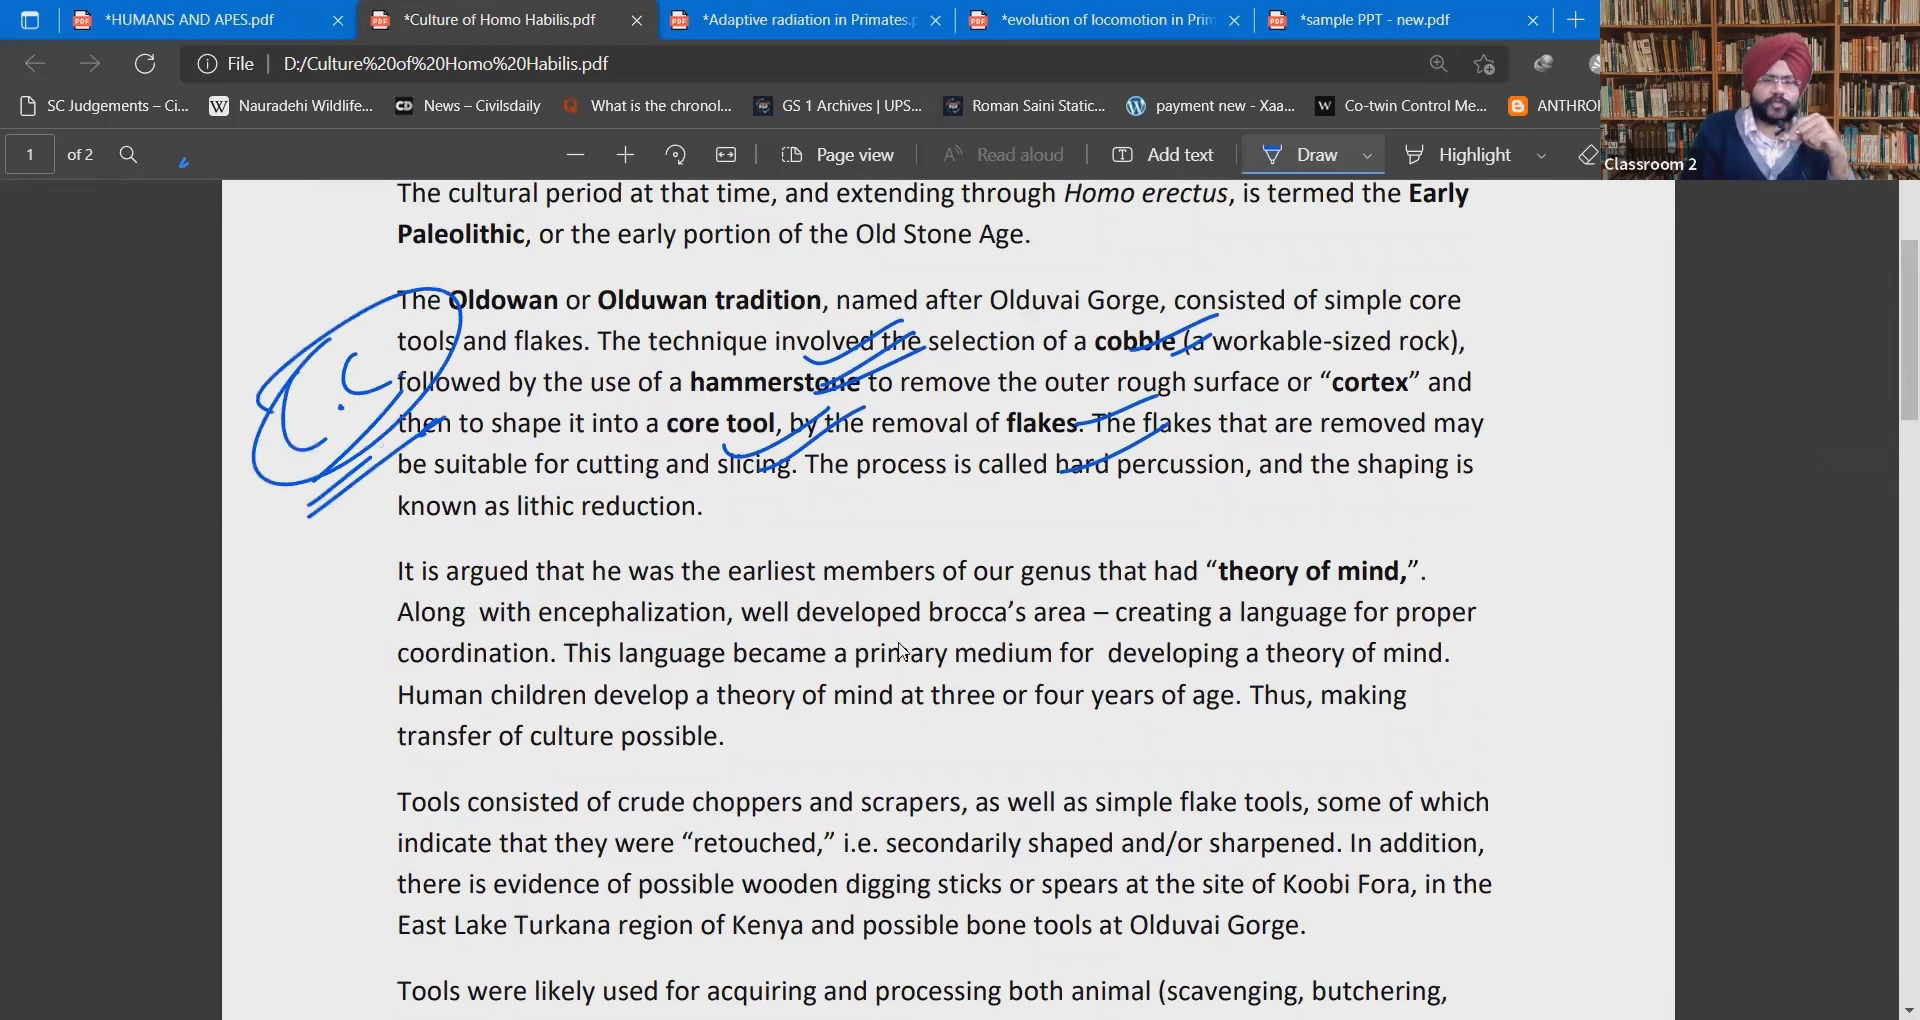 *HUMANS AND APES.pdf
*Culture of Homo Habilis.pdf
*Adaptive radiation in Primates.p
*evolution of locomotion in Prim
*sample PPT - new.pdf
File
D:/Culture%20of%20Homo%20Habilis.pdf
SC Judgements – Ci...
Nauradehi Wildlife...
News – Civilsdaily
What is the chronol...
GS 1 Archives | UPS...
Roman Saini Static...
payment new - Xaa...
Co-twin Control Me...
ANTHRO
1 of 2
Page view
Read aloud
Add text
Draw
Highlight
Classroom 2
The cultural period at that time, and extending through Homo erectus, is termed the Early
Paleolithic, or the early portion of the Old Stone Age.
The Oldowan or Olduwan tradition, named after Olduvai Gorge, consisted of simple core
tools and flakes. The technique involved the selection of a cobble (a workable-sized rock),
followed by the use of a hammerstone to remove the outer rough surface or “cortex” and
then to shape it into a core tool, by the removal of flakes. The flakes that are removed may
be suitable for cutting and slicing. The process is called hard percussion, and the shaping is
known as lithic reduction.
It is argued that he was the earliest members of our genus that had “theory of mind,”.
Along with encephalization, well developed brocca’s area – creating a language for proper
coordination. This language became a primary medium for developing a theory of mind.
Human children develop a theory of mind at three or four years of age. Thus, making
transfer of culture possible.
Tools consisted of crude choppers and scrapers, as well as simple flake tools, some of which
indicate that they were “retouched,” i.e. secondarily shaped and/or sharpened. In addition,
there is evidence of possible wooden digging sticks or spears at the site of Koobi Fora, in the
East Lake Turkana region of Kenya and possible bone tools at Olduvai Gorge.
Tools were likely used for acquiring and processing both animal (scavenging, butchering,